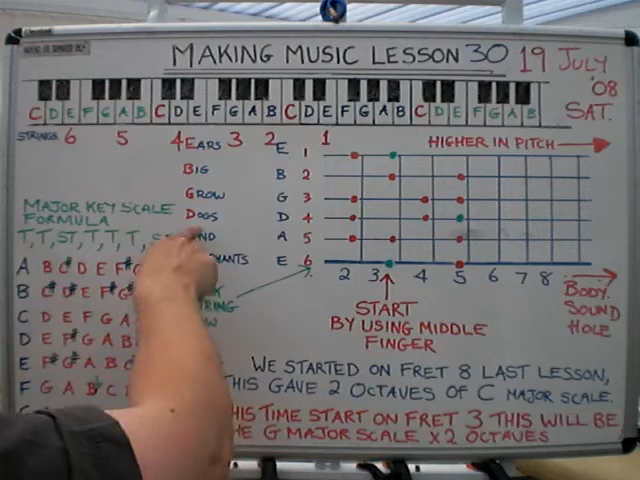 MAKING MUSIC LESSON 30 19 JULY '08 SAT.
C D E F G A B C D E F G A B C D E F G A B C D E F G A B
STRINGS 6 5 4 3 2 1
EARS
BIG
GROW
DOGS
E 1
B 2
G 3
D 4
A 5
E 6
HIGHER IN PITCH
2 3 4 5 6 7 8
BODY
SOUND
HOLE
START
BY USING MIDDLE
FINGER
MAJOR KEY SCALE
FORMULA
T, T, ST, T, T, T,
A B C# D E F#
B C# D# E F# G#
C D E F G A
D E F# G A B
E F# G# A B C
F G A Bb C
WE STARTED ON FRET 8 LAST LESSON,
THIS GAVE 2 OCTAVES OF C MAJOR SCALE.
THIS TIME START ON FRET 3 THIS WILL BE
THE G MAJOR SCALE X2 OCTAVES